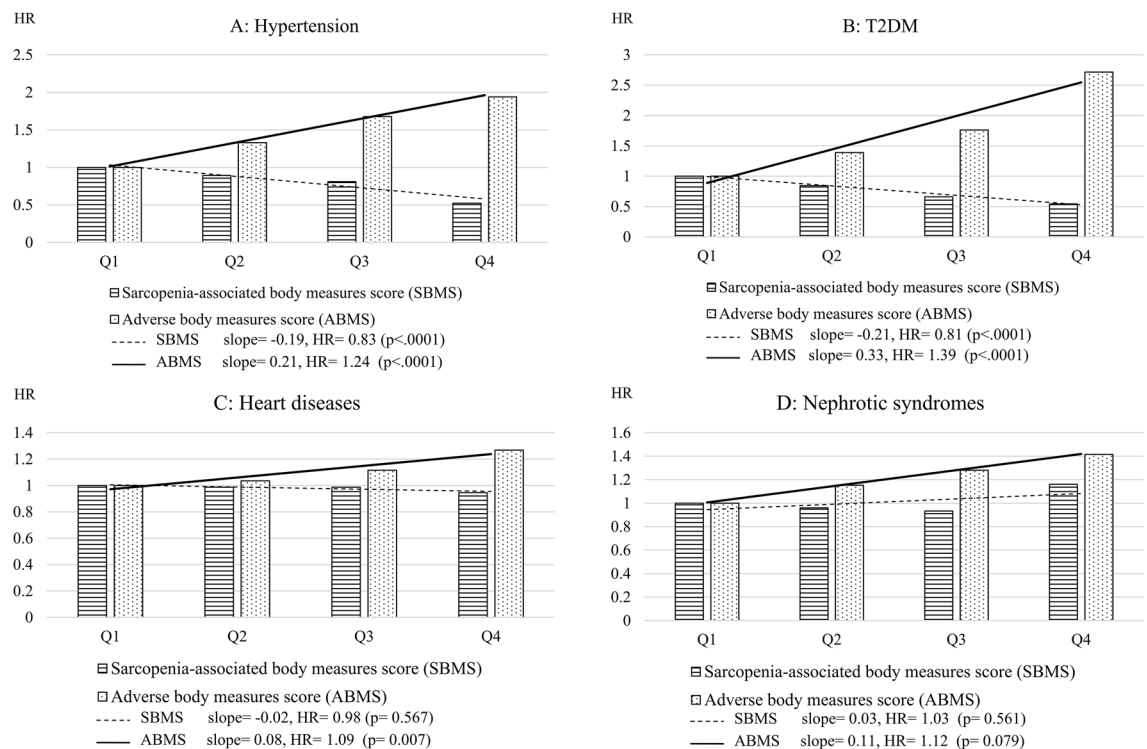 HR
A: Hypertension
2.5
2
1.5
1
0.5
0
Q1 Q2 Q3 Q4
Sarcopenia-associated body measures score (SBMS)
Adverse body measures score (ABMS)
SBMS slope= -0.19, HR= 0.83 (p<.0001)
ABMS slope= 0.21, HR= 1.24 (p<.0001)
HR
B: T2DM
3
2.5
2
1.5
1
0.5
0
Q1 Q2 Q3 Q4
Sarcopenia-associated body measures score (SBMS)
Adverse body measures score (ABMS)
SBMS slope= -0.21, HR= 0.81 (p<.0001)
ABMS slope= 0.33, HR= 1.39 (p<.0001)
HR
C: Heart diseases
1.4
1.2
1
0.8
0.6
0.4
0.2
0
Q1 Q2 Q3 Q4
Sarcopenia-associated body measures score (SBMS)
Adverse body measures score (ABMS)
SBMS slope= -0.02, HR= 0.98 (p= 0.567)
ABMS slope= 0.08, HR= 1.09 (p= 0.007)
HR
D: Nephrotic syndromes
1.6
1.4
1.2
1
0.8
0.6
0.4
0.2
0
Q1 Q2 Q3 Q4
Sarcopenia-associated body measures score (SBMS)
Adverse body measures score (ABMS)
SBMS slope= 0.03, HR= 1.03 (p= 0.561)
ABMS slope= 0.11, HR= 1.12 (p= 0.079)